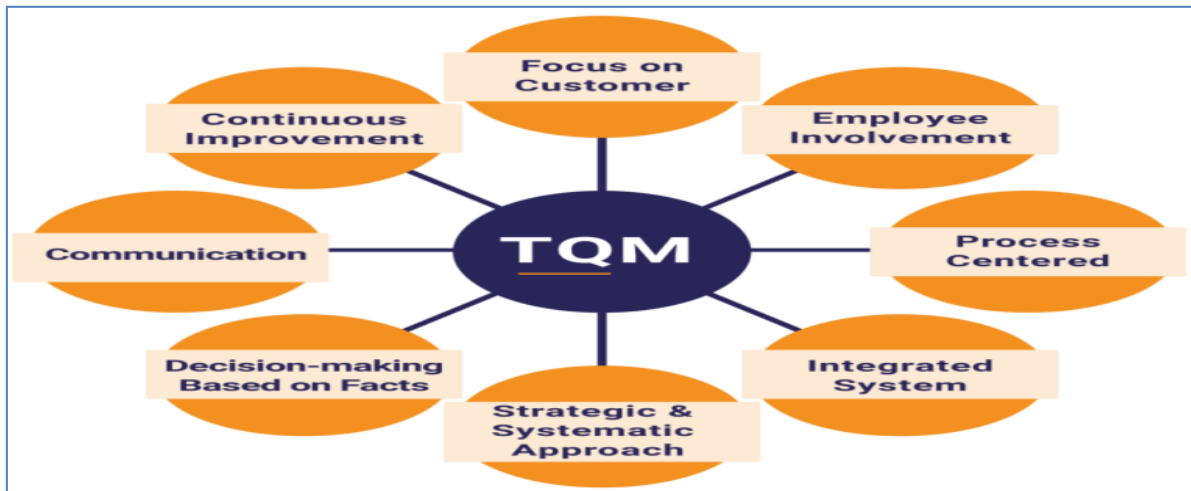 Focus on
Customer
Employee
Involvement
Process
Centered
Integrated
System
Strategic &
Systematic
Approach
Decision-making
Based on Facts
Communication
Continuous
Improvement
TQM